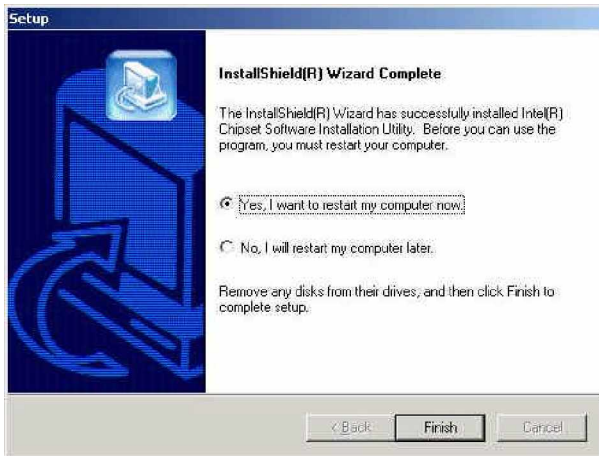 Setup
InstallShield(R) Wizard Complete
The InstallShield(R) Wizard has successfully installed Intel(R)
Chipset Software Installation Utility. Before you can use the
program, you must restart your computer.
Yes, I want to restart my computer now.
No, I will restart my computer later.
Remove any disks from their drives, and then click Finish to
complete setup.
< Back Finish Cancel